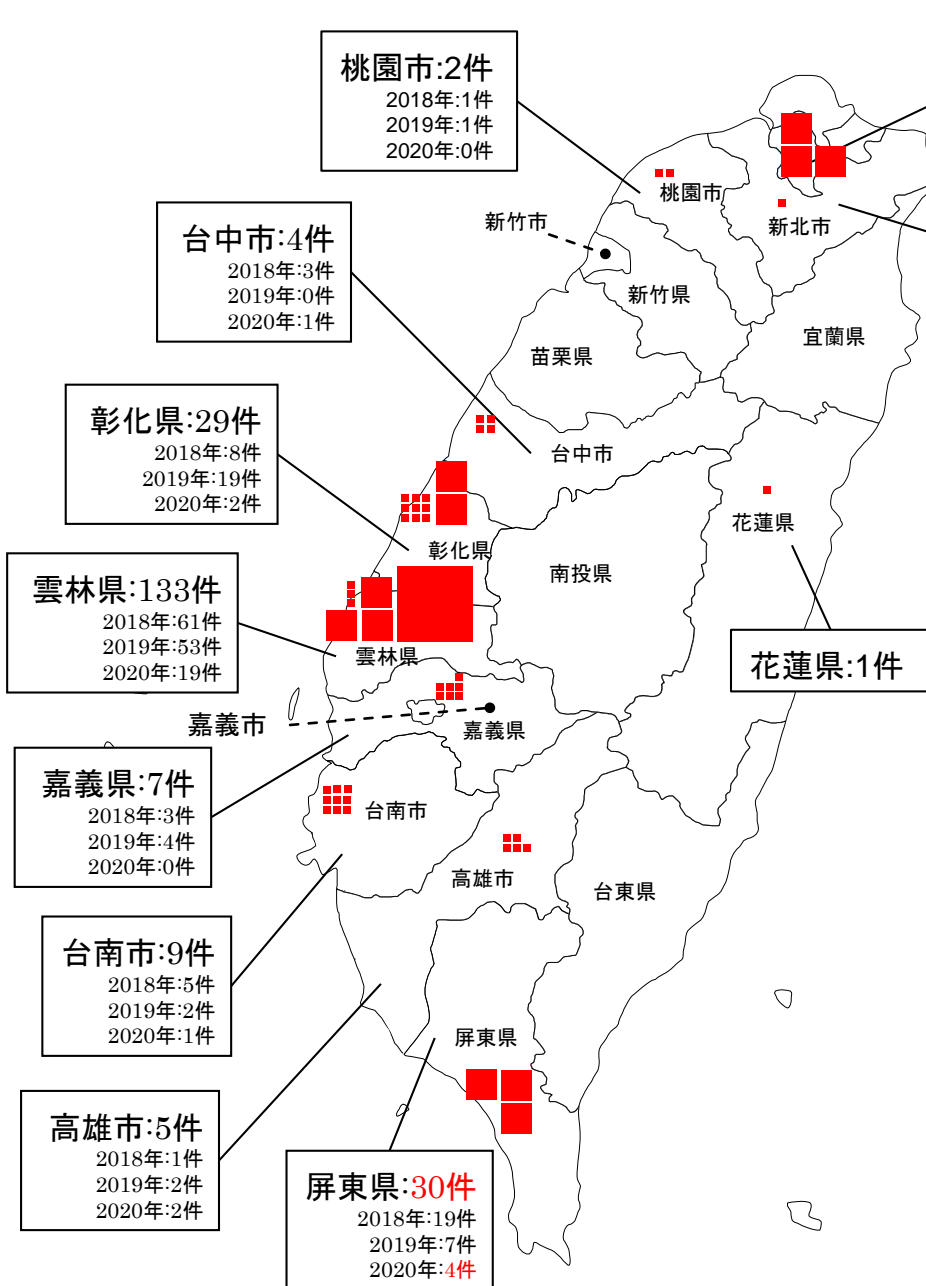 桃園市:2件
2018年:1件
2019年:1件
2020年:0件
桃園市
新北市
新竹市
台中市:4件
2018年:3件
2019年:0件
2020年:1件
新竹県
宜蘭県
苗栗県
彰化県:29件
2018年:8件
2019年:19件
2020年:2件
台中市
花蓮県
彰化県
南投県
雲林県:133件
2018年:61件
2019年:53件
2020年:19件
雲林県
花蓮県:1件
嘉義市
嘉義県
嘉義県:7件
2018年:3件
2019年:4件
2020年:0件
台南市
高雄市
台東県
台南市:9件
2018年:5件
2019年:2件
2020年:1件
屏東県
高雄市:5件
2018年:1件
2019年:2件
2020年:2件
屏東県:30件
2018年:19件
2019年:7件
2020年:4件